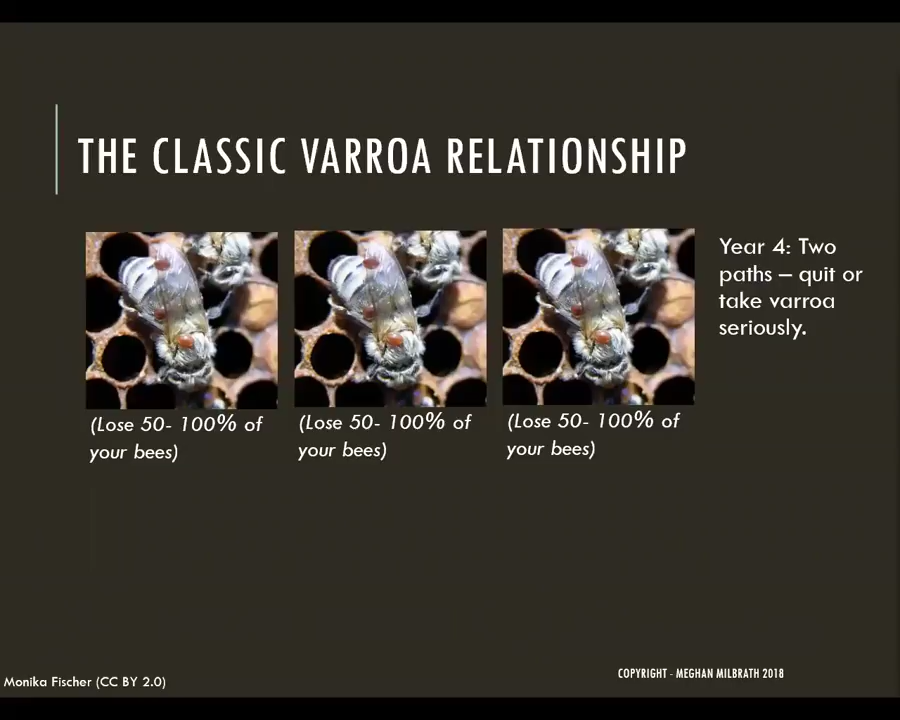 THE CLASSIC VARROA RELATIONSHIP
(Lose 50- 100% of
your bees)
(Lose 50- 100% of
your bees)
(Lose 50- 100% of
your bees)
Year 4: Two
paths – quit or
take varroa
seriously.
Monika Fischer (CC BY 2.0)
COPYRIGHT - MEGHAN MILBRATH 2018